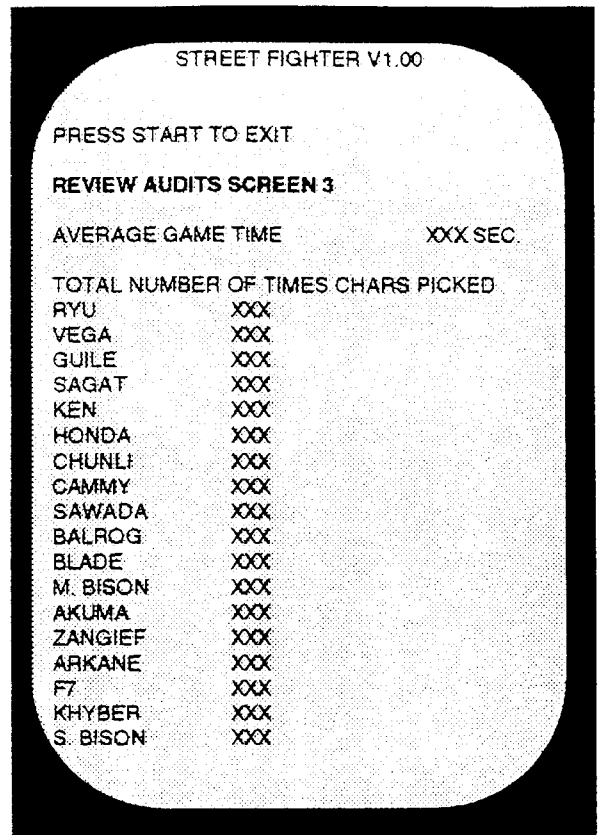 STREET FIGHTER V1.00
PRESS START TO EXIT
REVIEW AUDITS SCREEN 3
AVERAGE GAME TIME XXX SEC.
TOTAL NUMBER OF TIMES CHARS PICKED
RYU XXX
VEGA XXX
GUILE XXX
SAGAT XXX
KEN XXX
HONDA XXX
CHUNLI XXX
CAMMY XXX
SAWADA XXX
BALROG XXX
BLADE XXX
M. BISON XXX
AKUMA XXX
ZANGIEF XXX
ARKANE XXX
F7 XXX
KHYBER XXX
S. BISON XXX